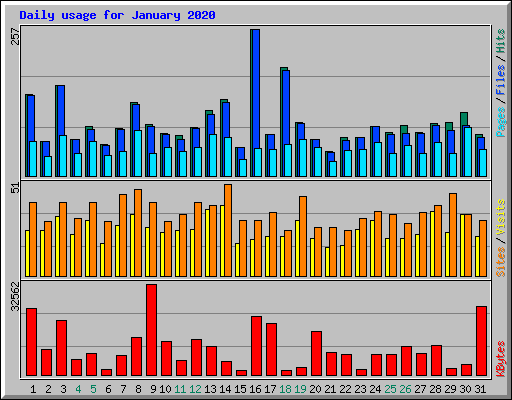 Daily usage for January 2020
257
51
32562
Pages/Files/Hits
Sites/Visits
KBytes
1 2 3 4 5 6 7 8 9 10 11 12 13 14 15 16 17 18 19 20 21 22 23 24 25 26 27 28 29 30 31